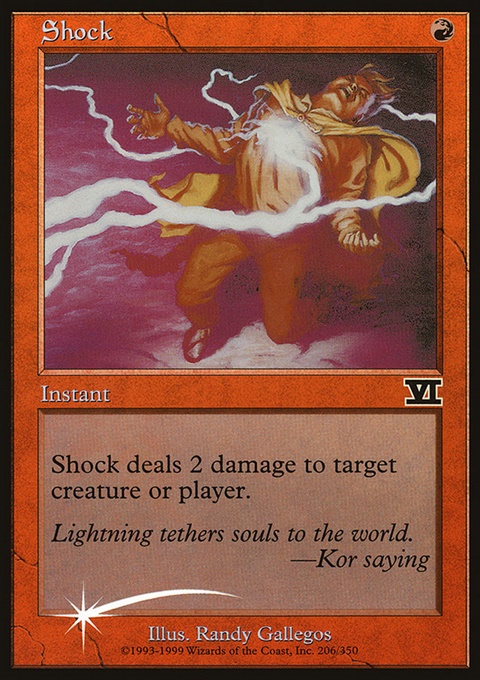 Shock
Instant
VI
Shock deals 2 damage to target
creature or player.
Lightning tethers souls to the world.
—Kor saying
Illus. Randy Gallegos
©1993-1999 Wizards of the Coast, Inc. 206/350